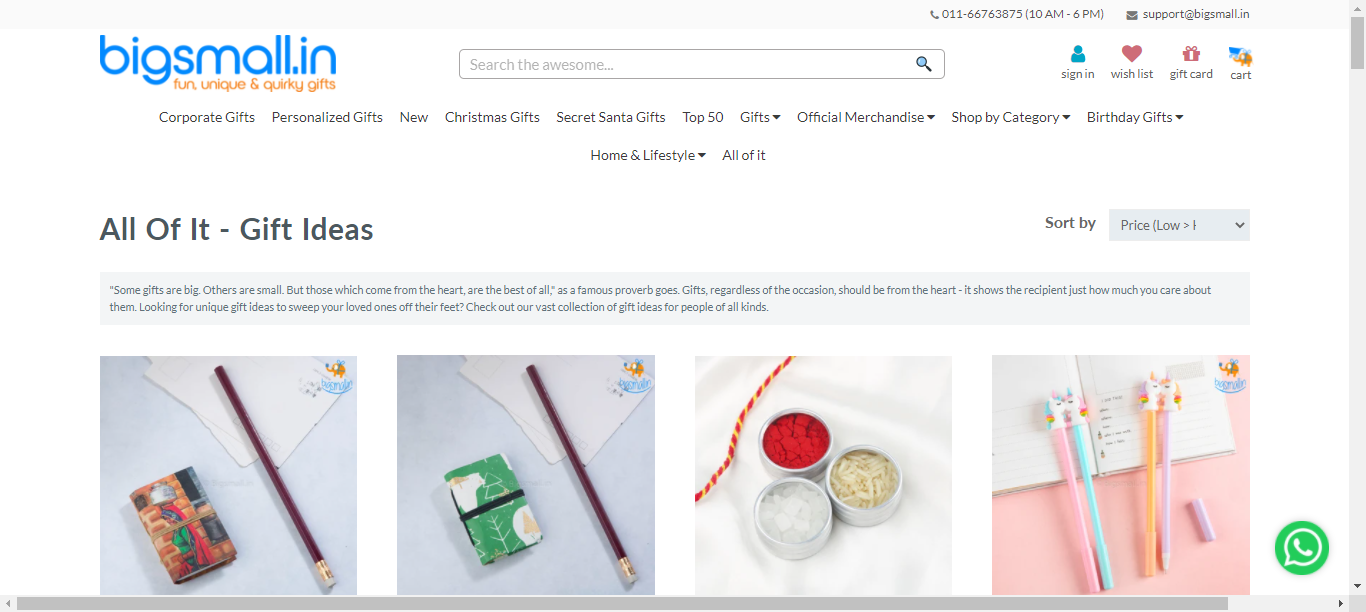 011-66763875 (10 AM - 6 PM) support@bigsmall.in
bigsmall.in
fun, unique & quirky gifts
Search the awesome...
sign in wish list gift card cart
Corporate Gifts Personalized Gifts New Christmas Gifts Secret Santa Gifts Top 50 Gifts Official Merchandise Shop by Category Birthday Gifts
Home & Lifestyle All of it
All Of It - Gift Ideas
Sort by Price (Low > H
"Some gifts are big. Others are small. But those which come from the heart, are the best of all," as a famous proverb goes. Gifts, regardless of the occasion, should be from the heart - it shows the recipient just how much you care about
them. Looking for unique gift ideas to sweep your loved ones off their feet? Check out our vast collection of gift ideas for people of all kinds.
bigsmall.in
bigsmall.in
bigsmall.in